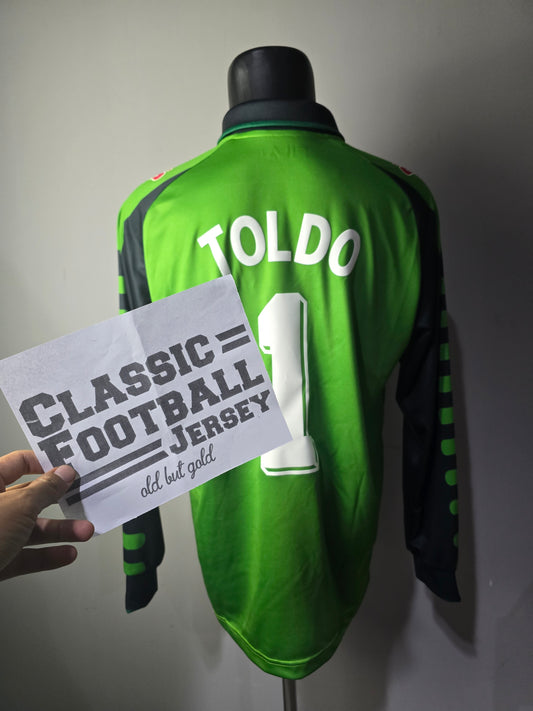 TOLDO
1
CLASSIC
FOOTBALL
JERSEY
old but gold